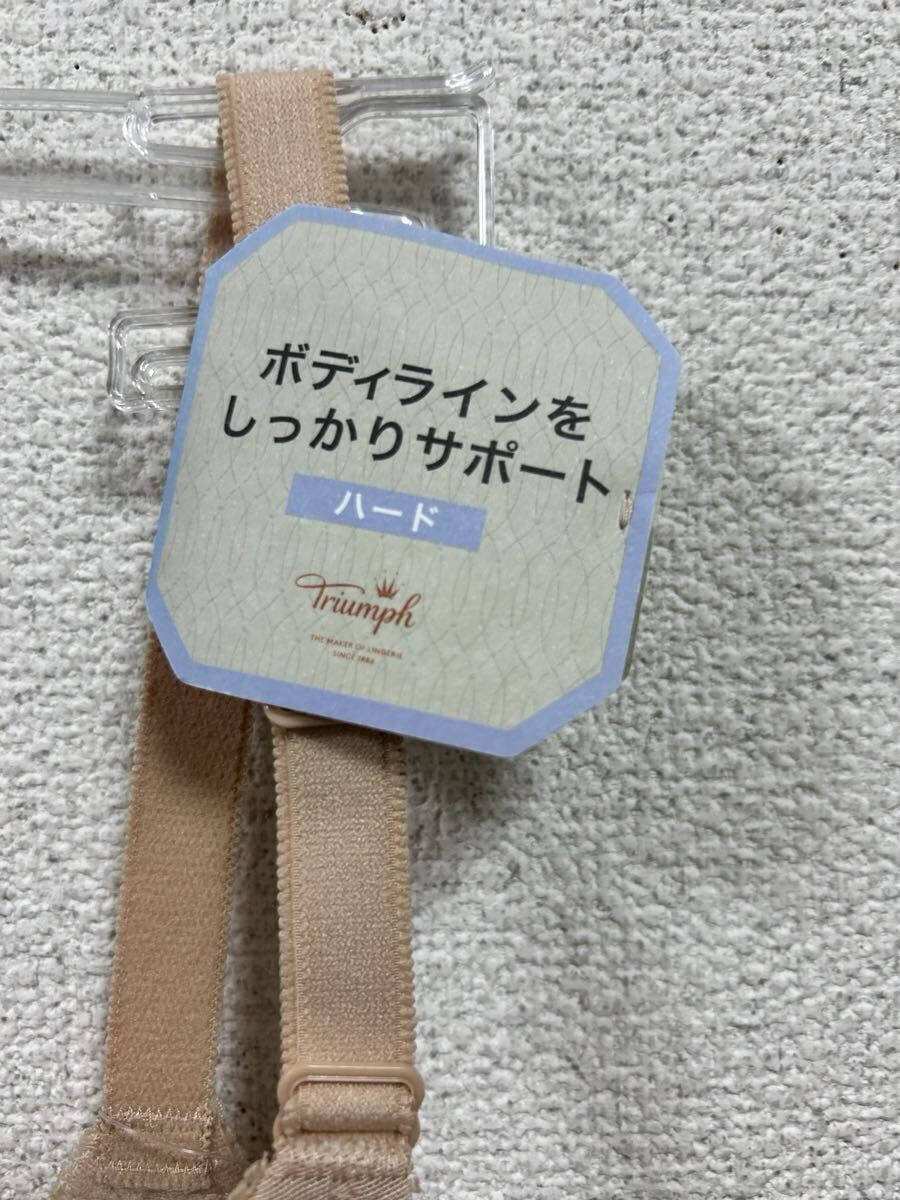 ボディラインを
しっかりサポート
ハード
Triumph
THE MAKER OF LINGERIE
SINCE 1886